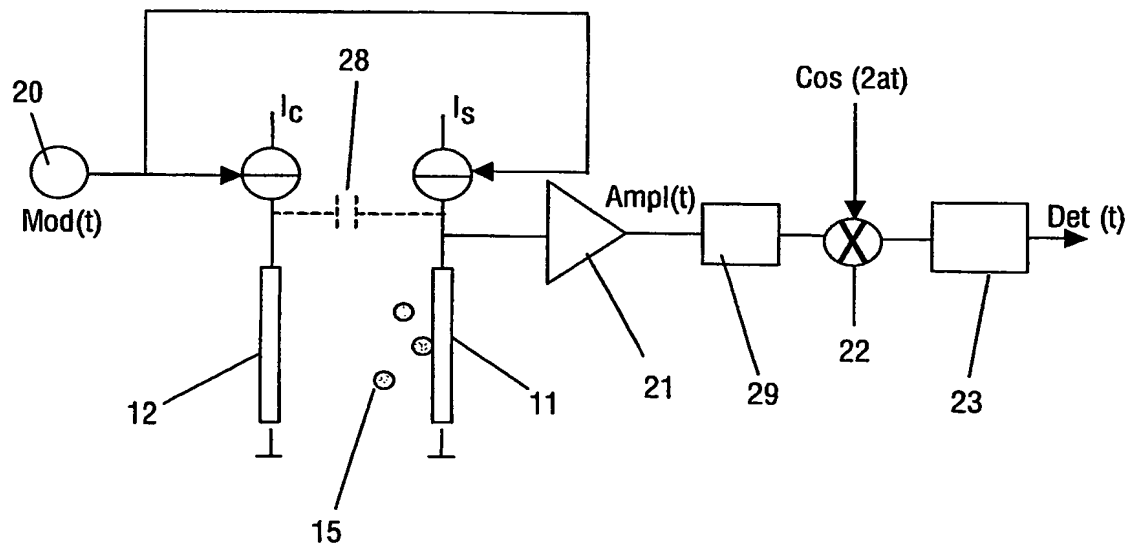 28
Cos (2at)
20
Ic
Is
Mod(t)
Ampl(t)
Det (t)
12
11
21
29
22
23
15